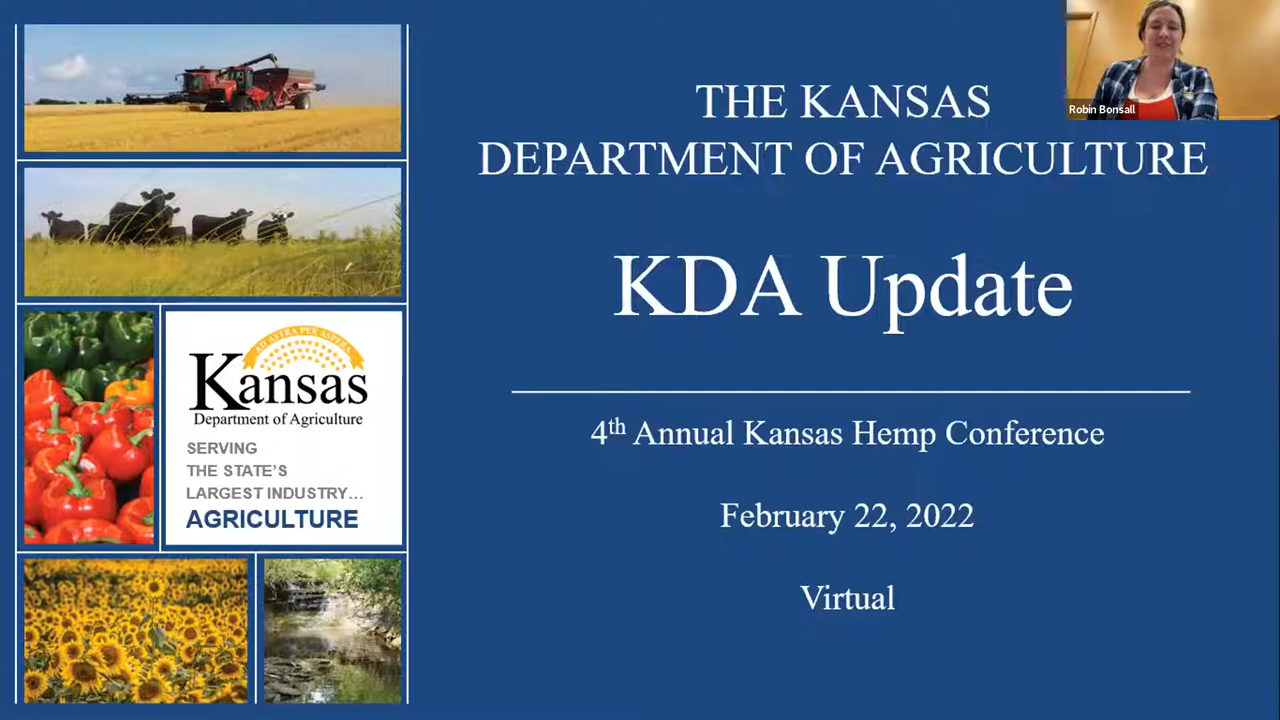 Robin Bonsall
THE KANSAS
DEPARTMENT OF AGRICULTURE
KDA Update
4th Annual Kansas Hemp Conference
February 22, 2022
Virtual
AD ASTRA PER ASPERA
Kansas
Department of Agriculture
SERVING
THE STATE'S
LARGEST INDUSTRY...
AGRICULTURE